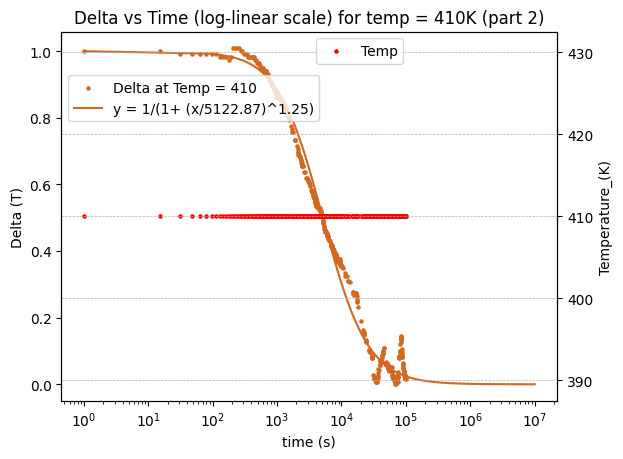 Delta vs Time (log-linear scale) for temp = 410K (part 2)
Temp
Delta at Temp = 410
y = 1/(1+ (x/5122.87)^1.25)
1.0
0.8
0.6
0.4
0.2
0.0
Delta (T)
430
420
410
400
390
Temperature_(K)
10^0 10^1 10^2 10^3 10^4 10^5 10^6 10^7
time (s)